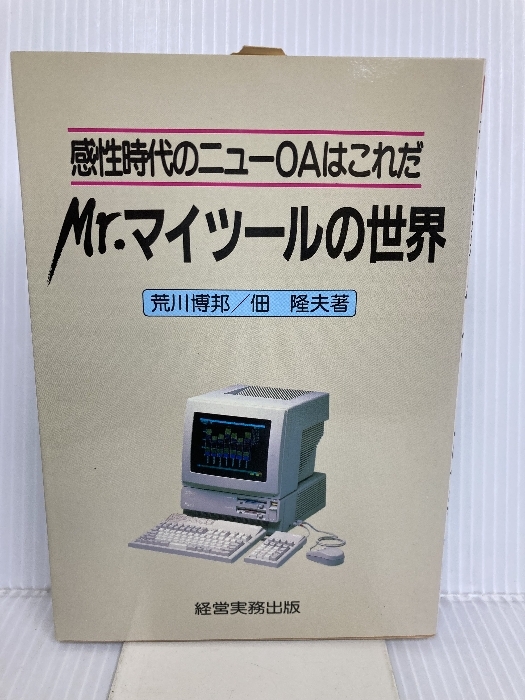 感性時代のニューOAはこれだ
Mr.マイツールの世界
荒川博邦／佃 隆夫著
経営実務出版